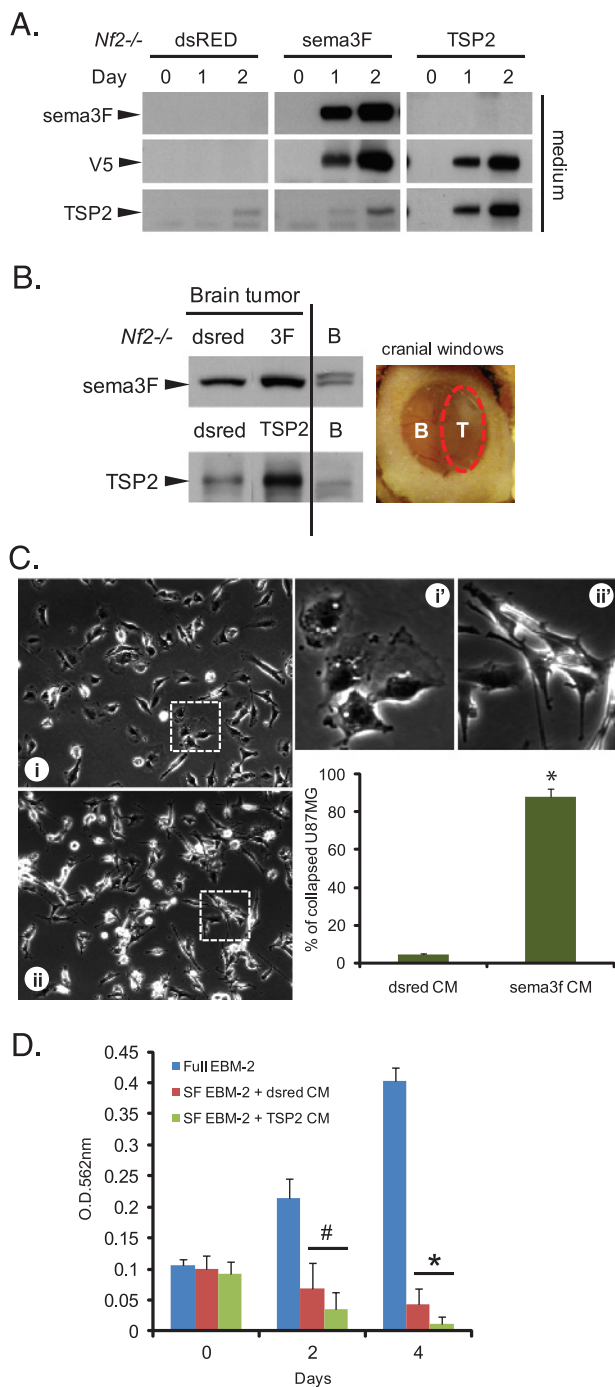 A.
Nf2-/- dsRED sema3F TSP2
Day 0 1 2 0 1 2 0 1 2
sema3F
V5
TSP2
medium
B.
Brain tumor
Nf2-/- dsred 3F B
sema3F
dsred TSP2 B
TSP2
cranial windows
B T
C.
i
i'
ii'
ii
% of collapsed U87MG
100
80
60
40
20
0
*
dsred CM sema3f CM
D.
O.D.562nm
0.45
0.4
0.35
0.3
0.25
0.2
0.15
0.1
0.05
0
Full EBM-2
SF EBM-2 + dsred CM
SF EBM-2 + TSP2 CM
#
*
0 2 4
Days